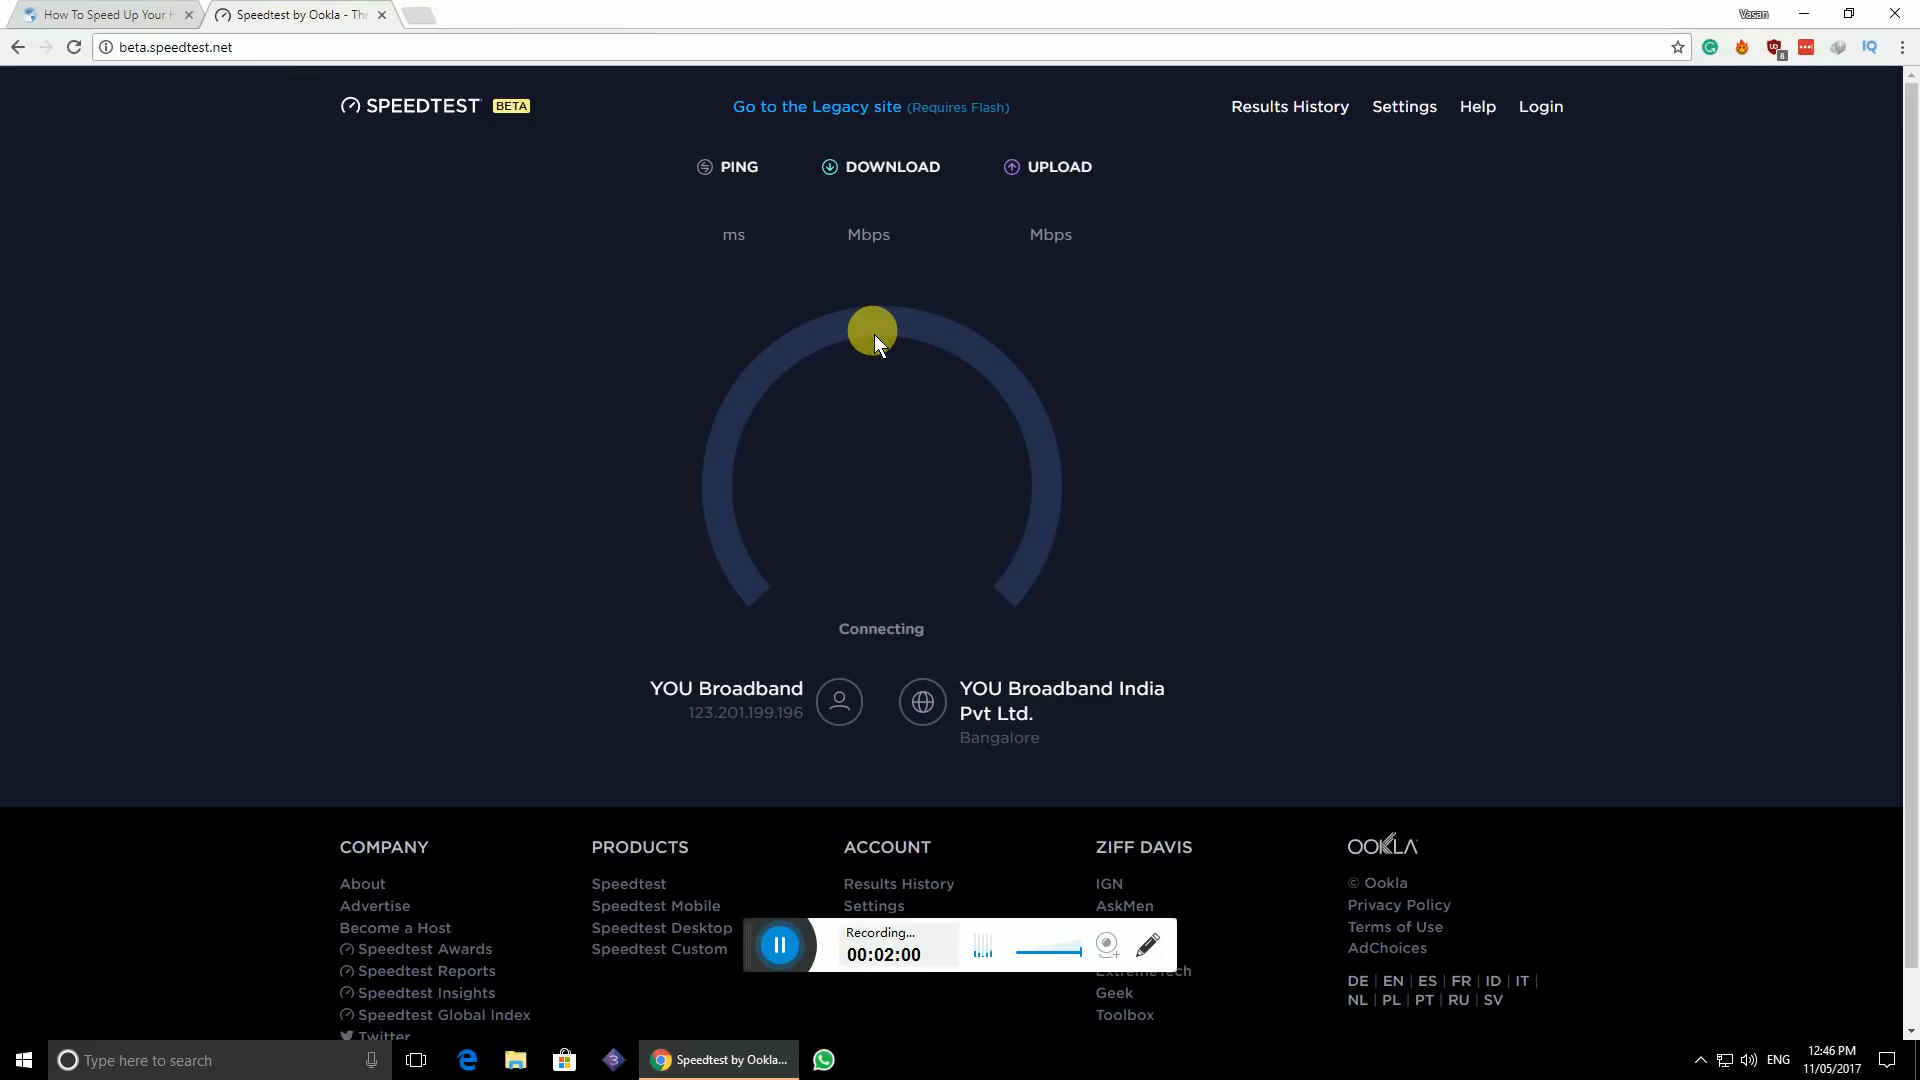 How To Speed Up Your
Speedtest by Ookla - The
Vasan
beta.speedtest.net
IQ
8
SPEEDTEST BETA
Go to the Legacy site (Requires Flash)
Results History
Settings
Help
Login
PING
DOWNLOAD
UPLOAD
ms
Mbps
Mbps
Connecting
YOU Broadband
123.201.199.196
YOU Broadband India
Pvt Ltd.
Bangalore
COMPANY
About
Advertise
Become a Host
Speedtest Awards
Speedtest Reports
Speedtest Insights
Speedtest Global Index
Twitter
PRODUCTS
Speedtest
Speedtest Mobile
Speedtest Desktop
Speedtest Custom
ACCOUNT
Results History
Settings
ZIFF DAVIS
IGN
AskMen
ExtremeTech
Geek
Toolbox
OOKLA
© Ookla
Privacy Policy
Terms of Use
AdChoices
DE | EN | ES | FR | ID | IT |
NL | PL | PT | RU | SV
Recording...
00:02:00
Type here to search
3
Speedtest by Ookla...
ENG
12:46 PM
11/05/2017